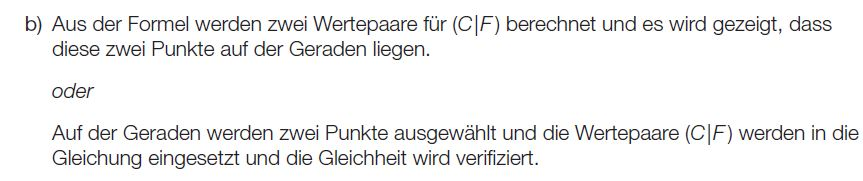 b) Aus der Formel werden zwei Wertepaare für (C|F) berechnet und es wird gezeigt, dass
diese zwei Punkte auf der Geraden liegen.
oder
Auf der Geraden werden zwei Punkte ausgewählt und die Wertepaare (C|F) werden in die
Gleichung eingesetzt und die Gleichheit wird verifiziert.